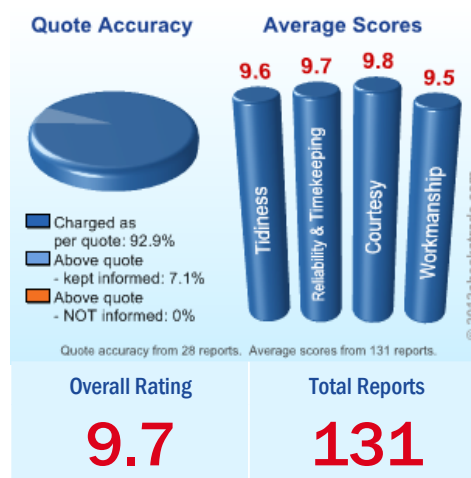 Quote Accuracy
Average Scores
9.6
9.7
9.8
9.5
Tidiness
Reliability & Timekeeping
Courtesy
Workmanship
Charged as
per quote: 92.9%
Above quote
- kept informed: 7.1%
Above quote
- NOT informed: 0%
Quote accuracy from 28 reports. Average scores from 131 reports.
Overall Rating
Total Reports
9.7
131